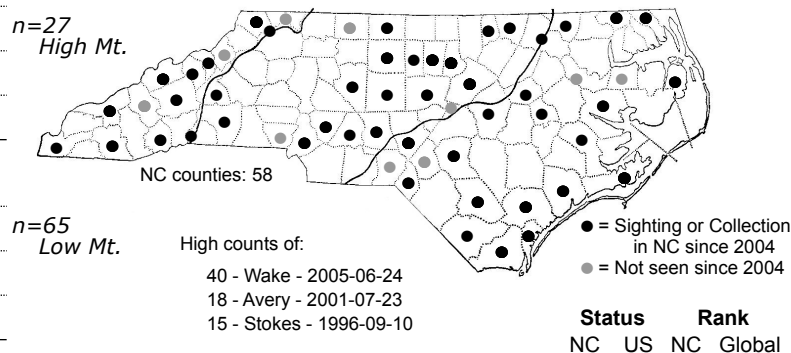 n=27
High Mt.
NC counties: 58
n=65
Low Mt.
High counts of:
40 - Wake - 2005-06-24
18 - Avery - 2001-07-23
15 - Stokes - 1996-09-10
= Sighting or Collection
in NC since 2004
= Not seen since 2004
Status Rank
NC US NC Global